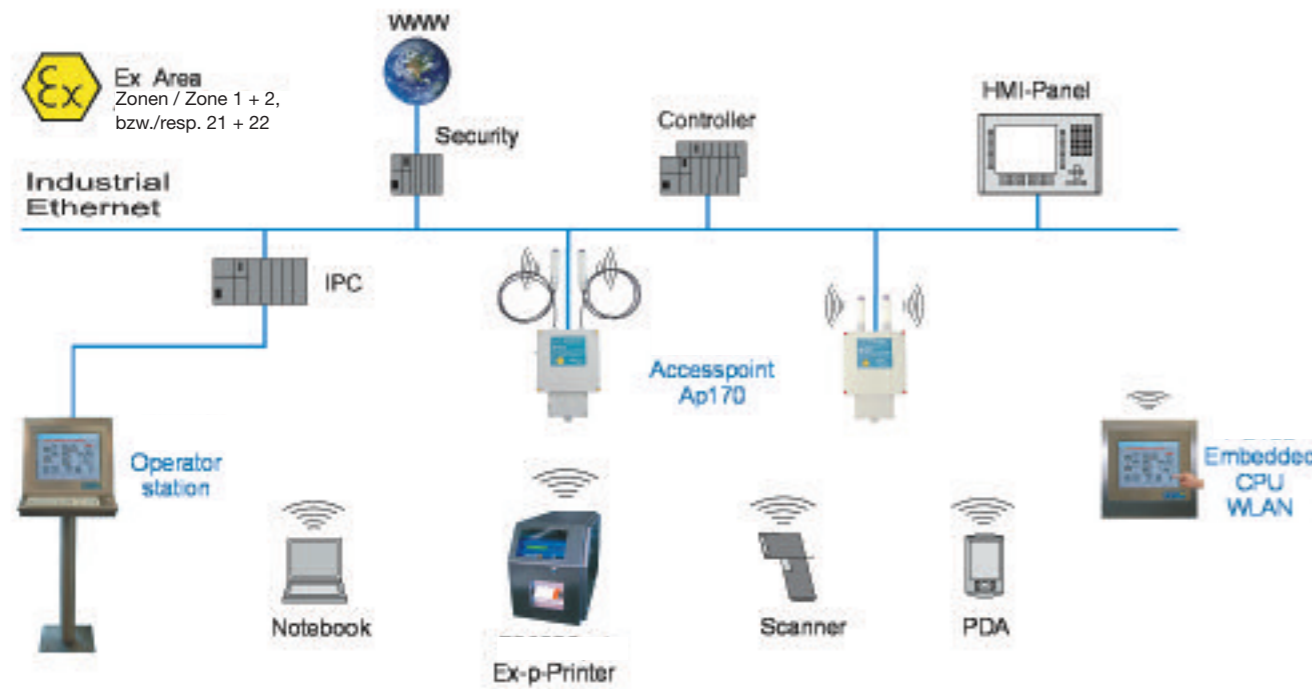 WWW
Ex Area
Zonen / Zone 1 + 2,
bzw./resp. 21 + 22
Security
Controller
HMI-Panel
Industrial
Ethernet
IPC
Accesspoint
Ap170
Operator
station
Embedded
CPU
WLAN
Notebook
Ex-p-Printer
Scanner
PDA